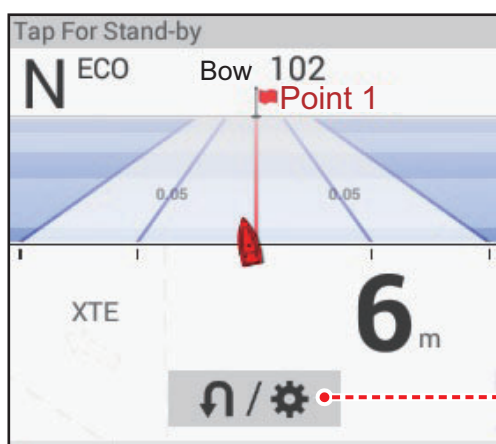 Tap For Stand-by
N ECO Bow 102
Point 1
0.05 0.05
XTE 6 m
/